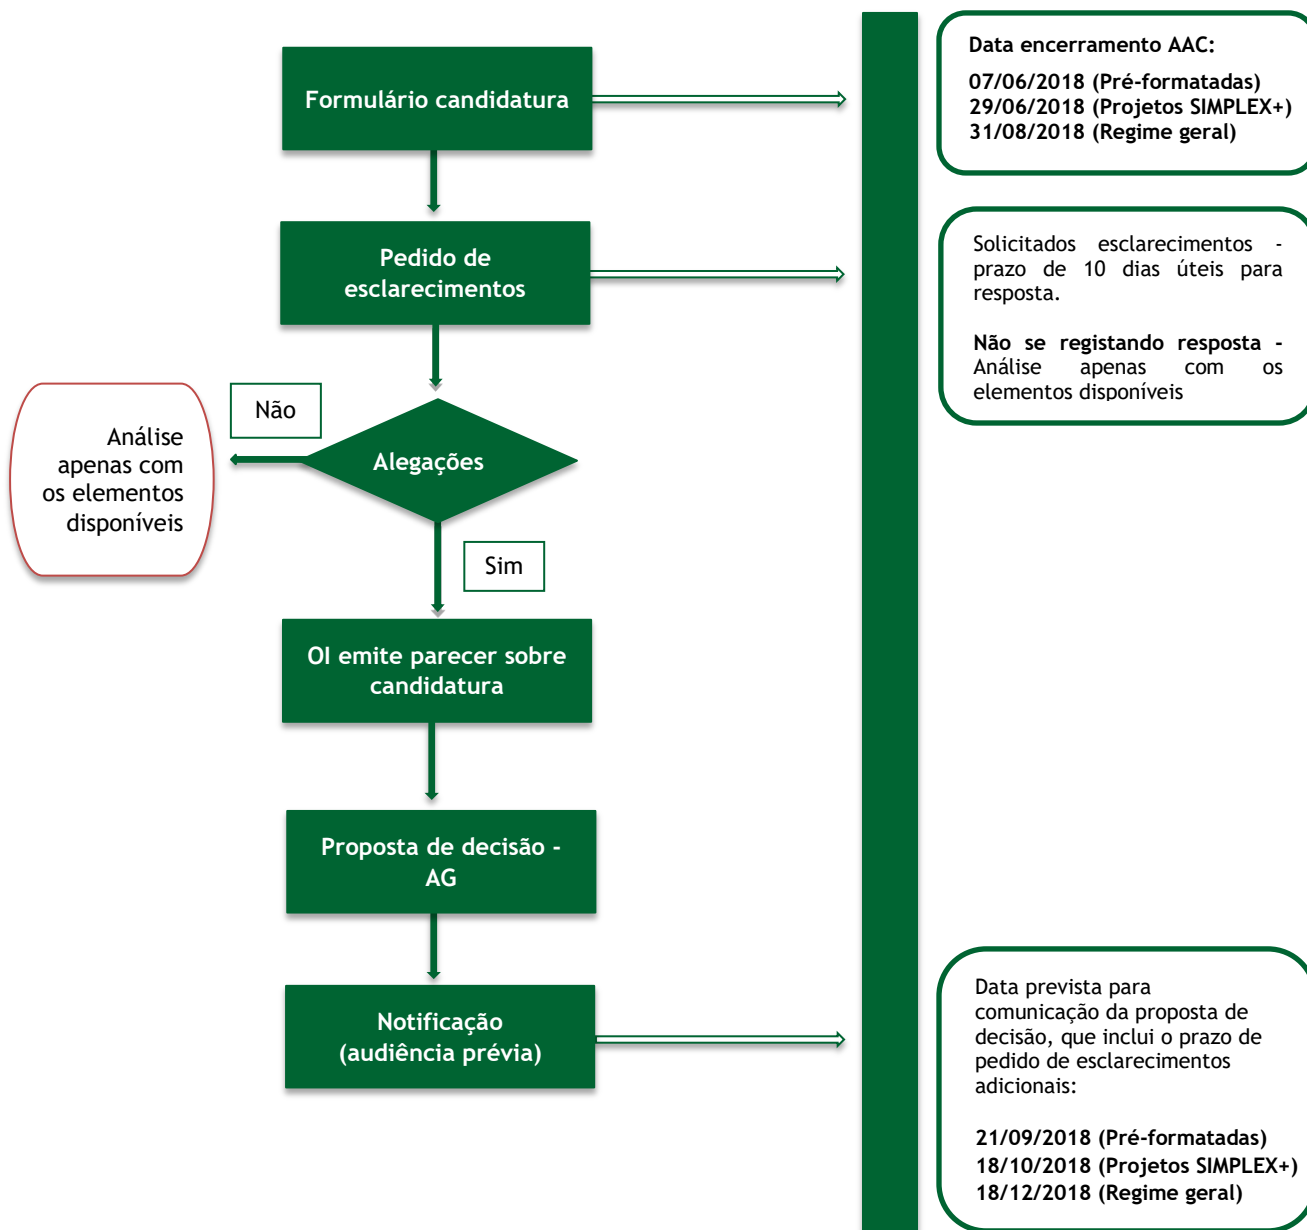 Formulário candidatura
Data encerramento AAC:
07/06/2018 (Pré-formatadas)
29/06/2018 (Projetos SIMPLEX+)
31/08/2018 (Regime geral)
Pedido de
esclarecimentos
Solicitados esclarecimentos -
prazo de 10 dias úteis para
resposta.
Não se registando resposta -
Análise apenas com os
elementos disponíveis
Não
Alegações
Análise
apenas com
os elementos
disponíveis
Sim
OI emite parecer sobre
candidatura
Proposta de decisão -
AG
Notificação
(audiência prévia)
Data prevista para
comunicação da proposta de
decisão, que inclui o prazo de
pedido de esclarecimentos
adicionais:
21/09/2018 (Pré-formatadas)
18/10/2018 (Projetos SIMPLEX+)
18/12/2018 (Regime geral)